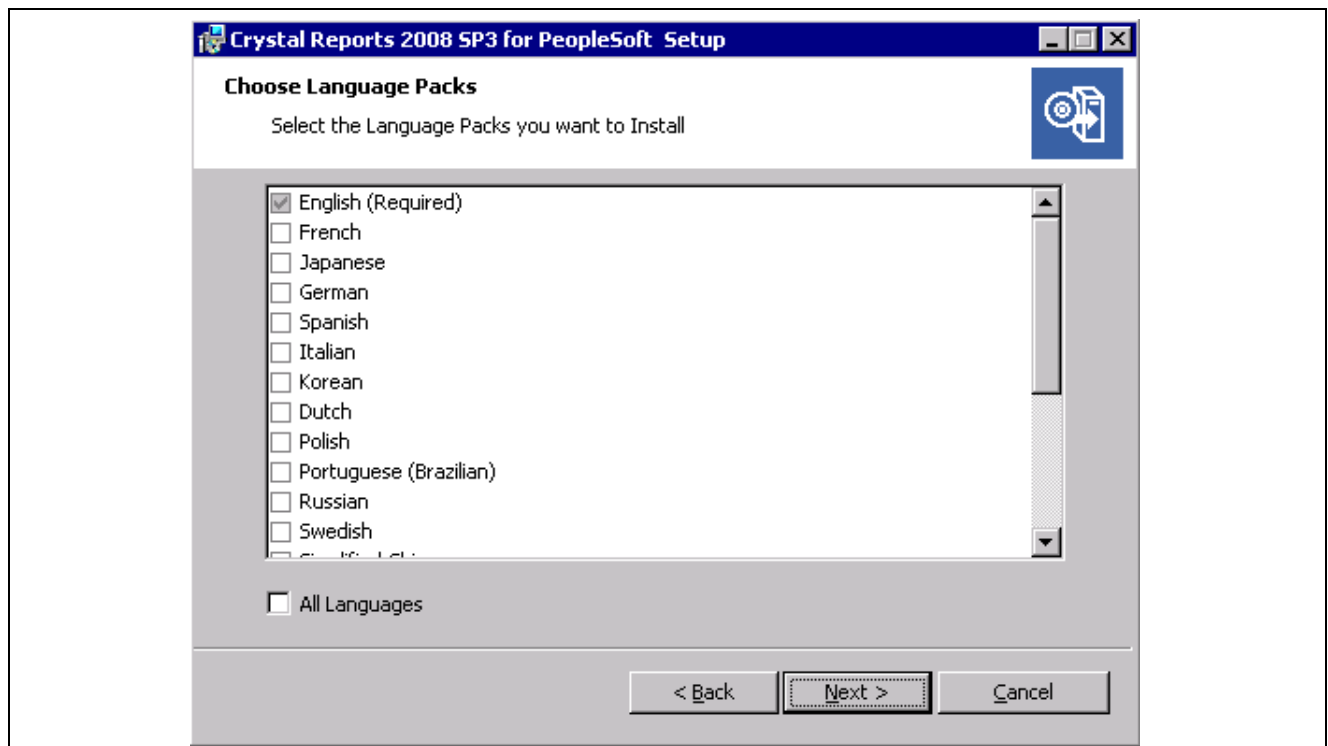 Crystal Reports 2008 SP3 for PeopleSoft Setup
Choose Language Packs
Select the Language Packs you want to Install
English (Required)
French
Japanese
German
Spanish
Italian
Korean
Dutch
Polish
Portuguese (Brazilian)
Russian
Swedish
All Languages
< Back
Next >
Cancel